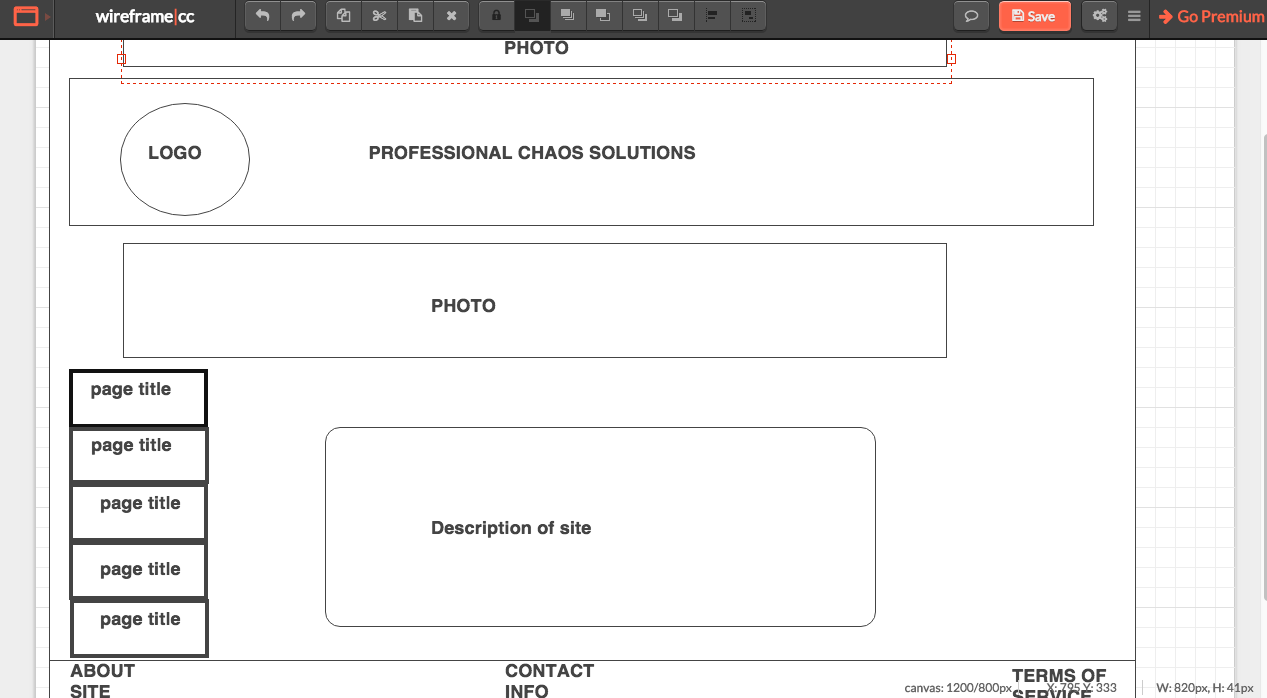 wireframe|cc
Save
Go Premium
PHOTO
LOGO
PROFESSIONAL CHAOS SOLUTIONS
PHOTO
page title
page title
page title
page title
page title
Description of site
ABOUT
SITE
CONTACT
INFO
TERMS OF
SERVICE
canvas: 1200/800px
X: 795 Y: 333
W: 820px, H: 41px